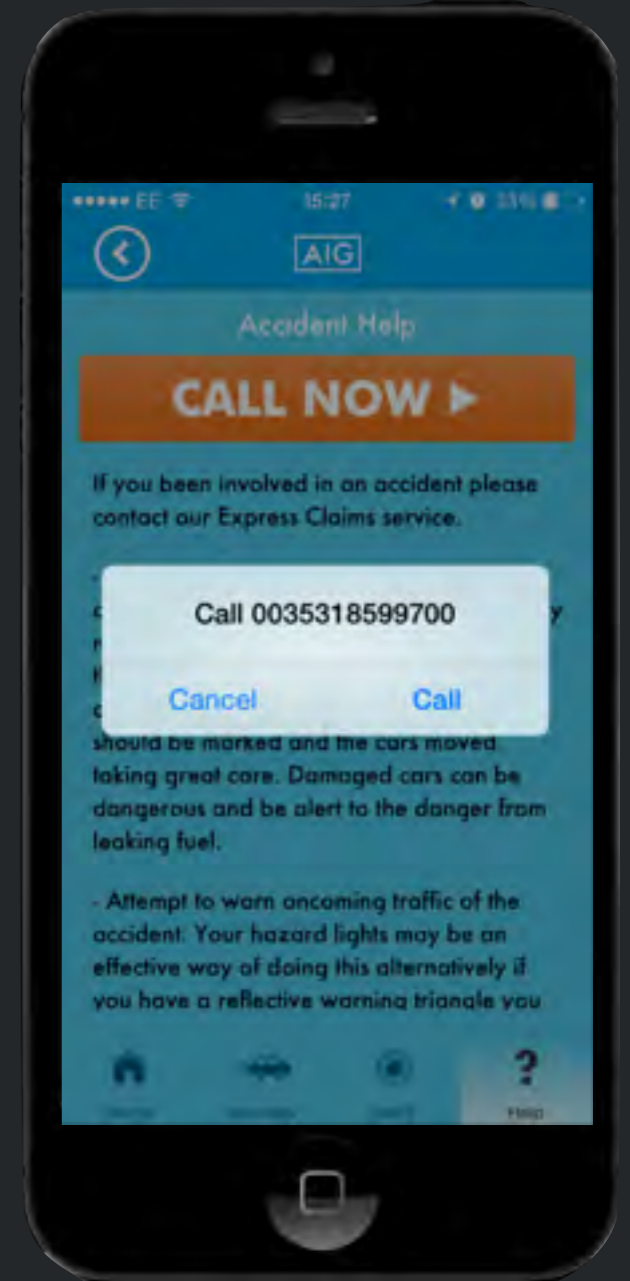 EE 15:27 33%
AIG
Accident Help
CALL NOW
If you been involved in an accident please
contact our Express Claims service.
Call 0035318599700
Cancel Call
should be marked and the cars moved,
taking great care. Damaged cars can be
dangerous and be alert to the danger from
leaking fuel.
- Attempt to warn oncoming traffic of the
accident. Your hazard lights may be an
effective way of doing this alternatively if
you have a reflective warning triangle you
?
Help